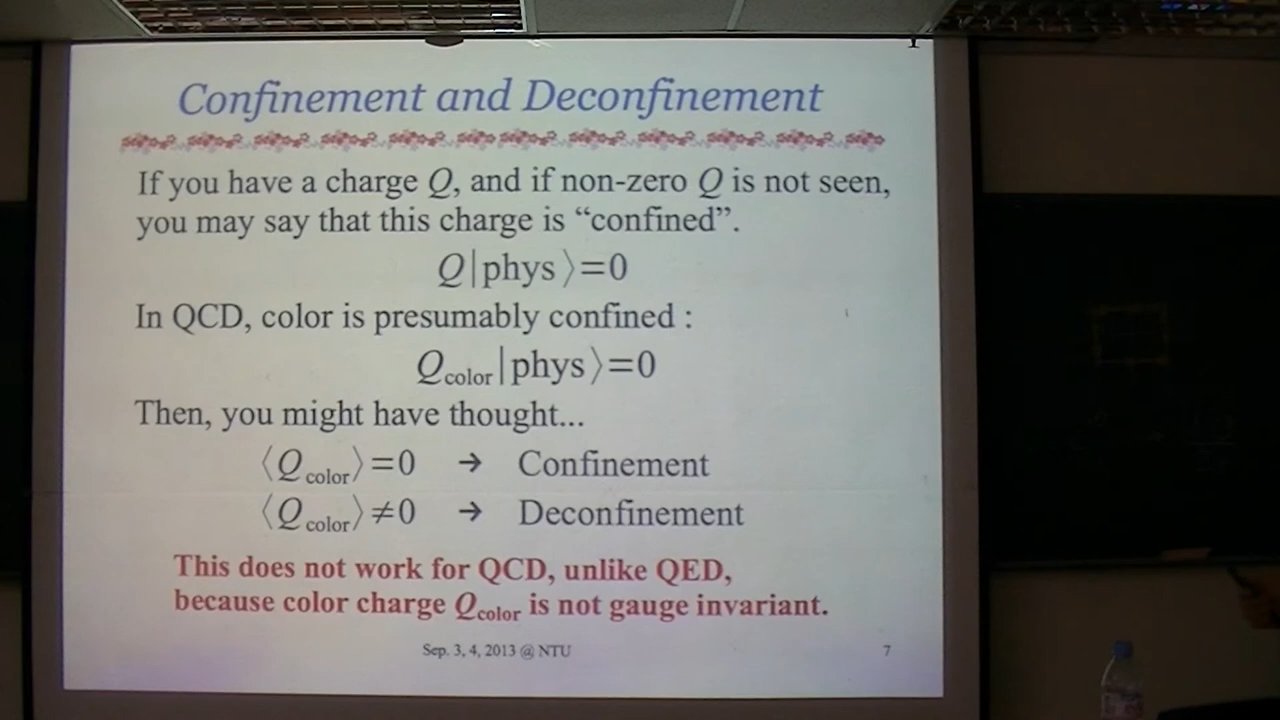 Confinement and Deconfinement
If you have a charge Q, and if non-zero Q is not seen,
you may say that this charge is “confined”.
Q|phys⟩=0
In QCD, color is presumably confined :
Q_color|phys⟩=0
Then, you might have thought...
⟨Q_color⟩=0 → Confinement
⟨Q_color⟩≠0 → Deconfinement
This does not work for QCD, unlike QED,
because color charge Q_color is not gauge invariant.
Sep. 3, 4, 2013 @ NTU 7